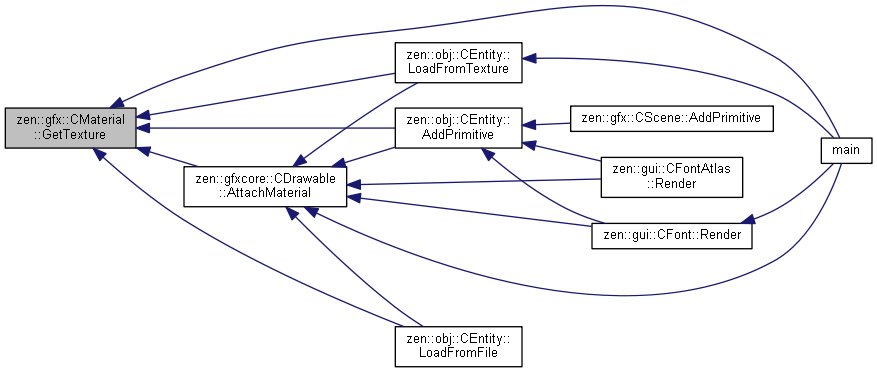 zen::gfx::CMaterial
::GetTexture
zen::gfxcore::CDrawable
::AttachMaterial
zen::obj::CEntity::
LoadFromTexture
zen::obj::CEntity::
AddPrimitive
zen::obj::CEntity::
LoadFromFile
zen::gfx::CScene::AddPrimitive
zen::gui::CFontAtlas
::Render
zen::gui::CFont::Render
main